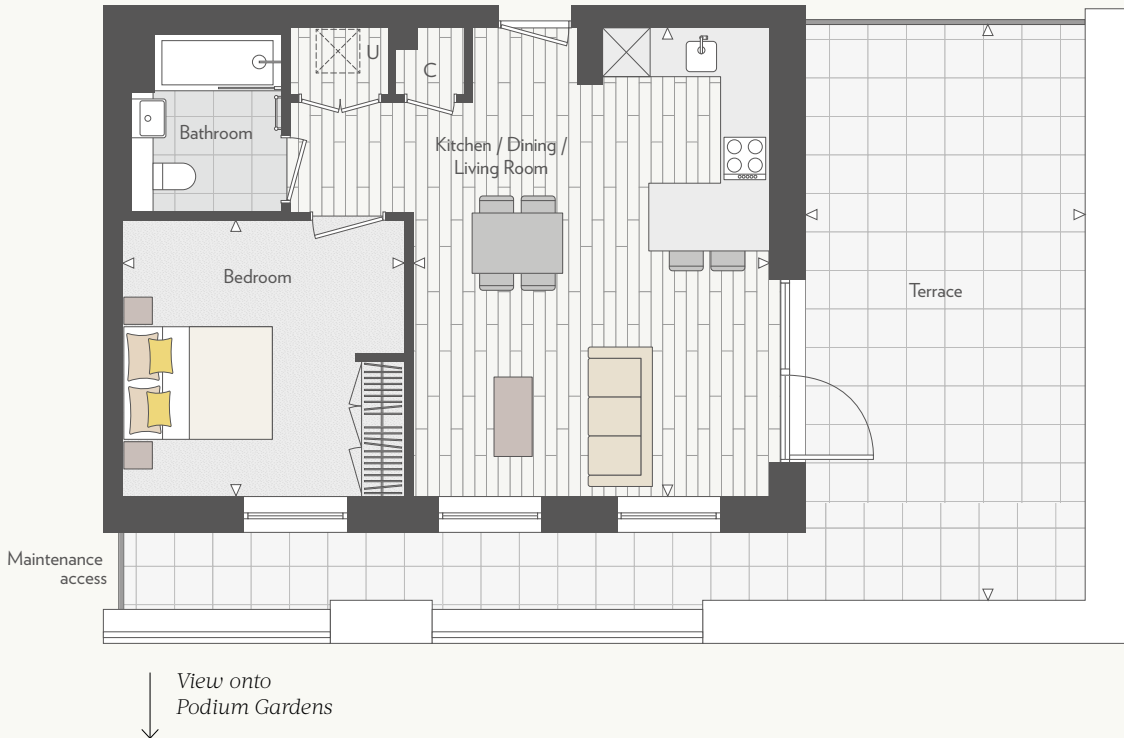 U
C
Bathroom
Kitchen / Dining /
Living Room
Bedroom
Terrace
Maintenance
access
View onto
Podium Gardens